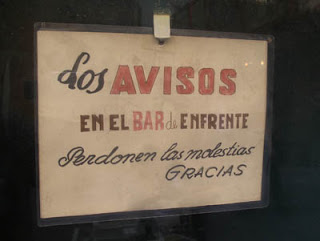 Los AVISOS
EN EL BAR de ENFRENTE
Perdonen las molestias
GRACIAS